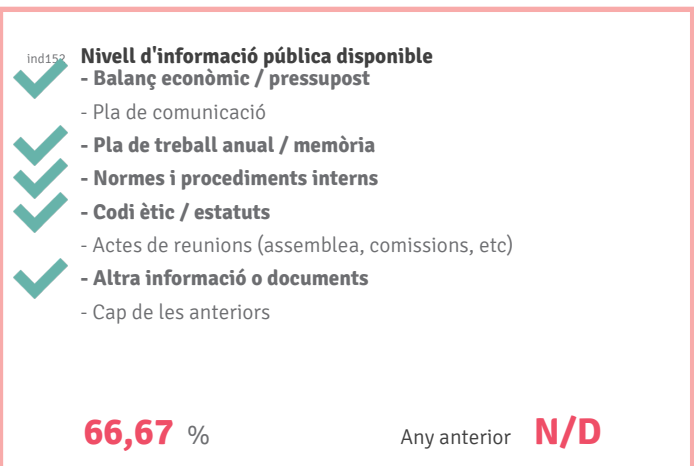 ind152 Nivell d'informació pública disponible
- Balanç econòmic / pressupost
- Pla de comunicació
- Pla de treball anual / memòria
- Normes i procediments interns
- Codi ètic / estatuts
- Actes de reunions (assemblea, comissions, etc)
- Altra informació o documents
- Cap de les anteriors
66,67 % Any anterior N/D